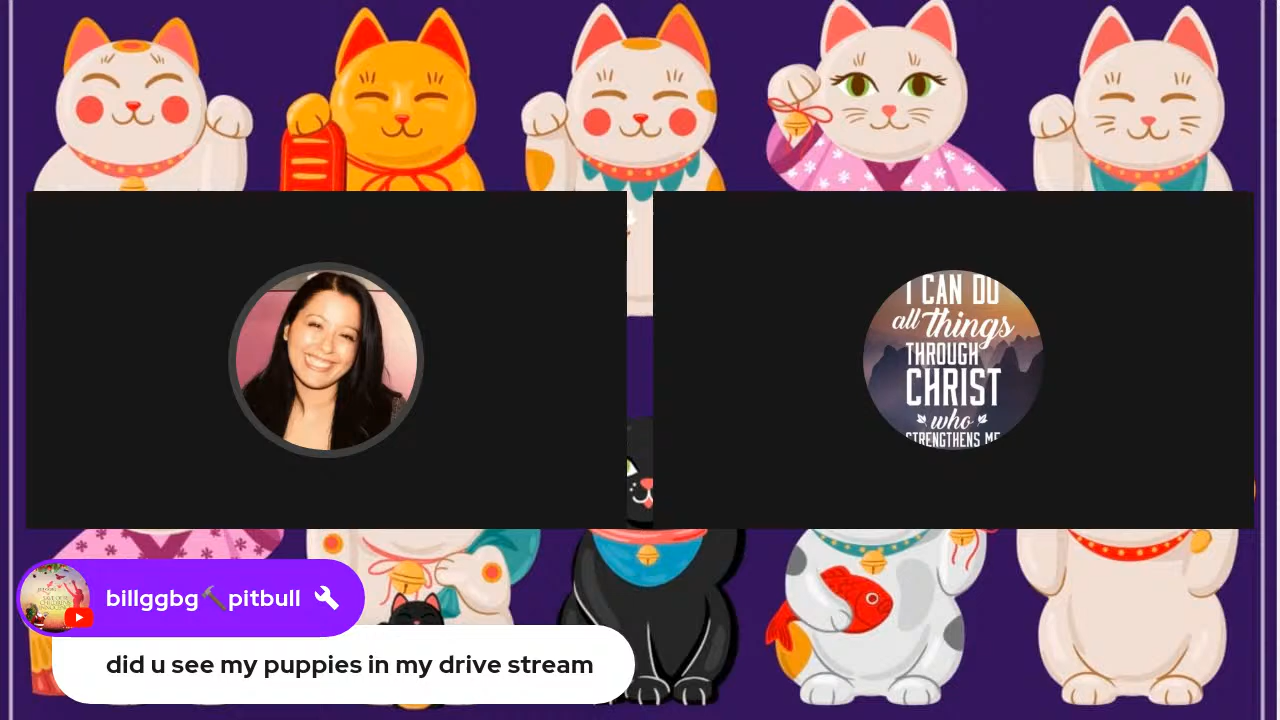 I CAN DO
all things
THROUGH
CHRIST
who
STRENGTHENS ME
billggbg🔨pitbull
did u see my puppies in my drive stream